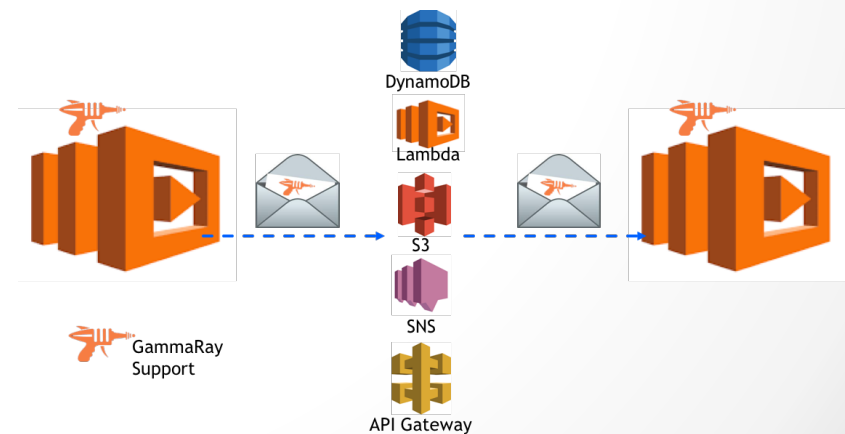 DynamoDB
Lambda
S3
SNS
API Gateway
GammaRay
Support